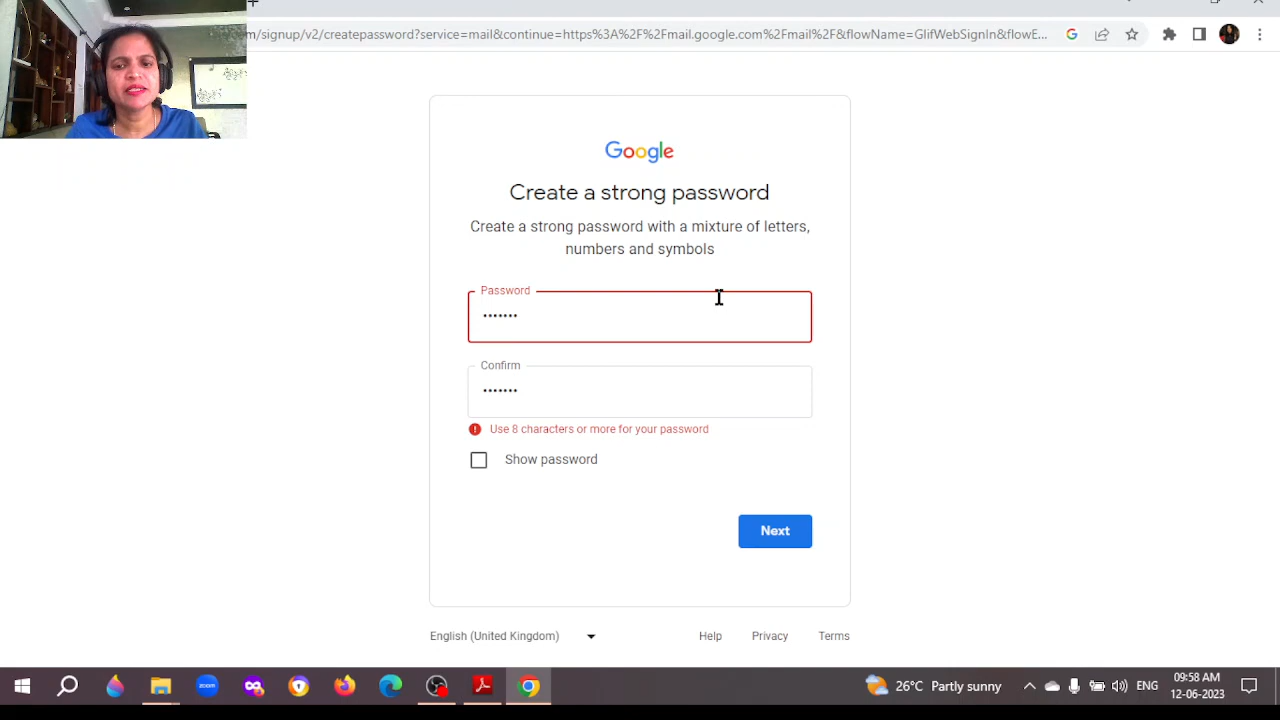 com/signup/v2/createpassword?service=mail&continue=https%3A%2F%2Fmail.google.com%2Fmail%2F&flowName=GlifWebSignIn&flowE...
Google
Create a strong password
Create a strong password with a mixture of letters,
numbers and symbols
Password
•••••••
Confirm
•••••••
Use 8 characters or more for your password
Show password
Next
English (United Kingdom)
Help
Privacy
Terms
zoom
26°C Partly sunny
ENG
09:58 AM
12-06-2023